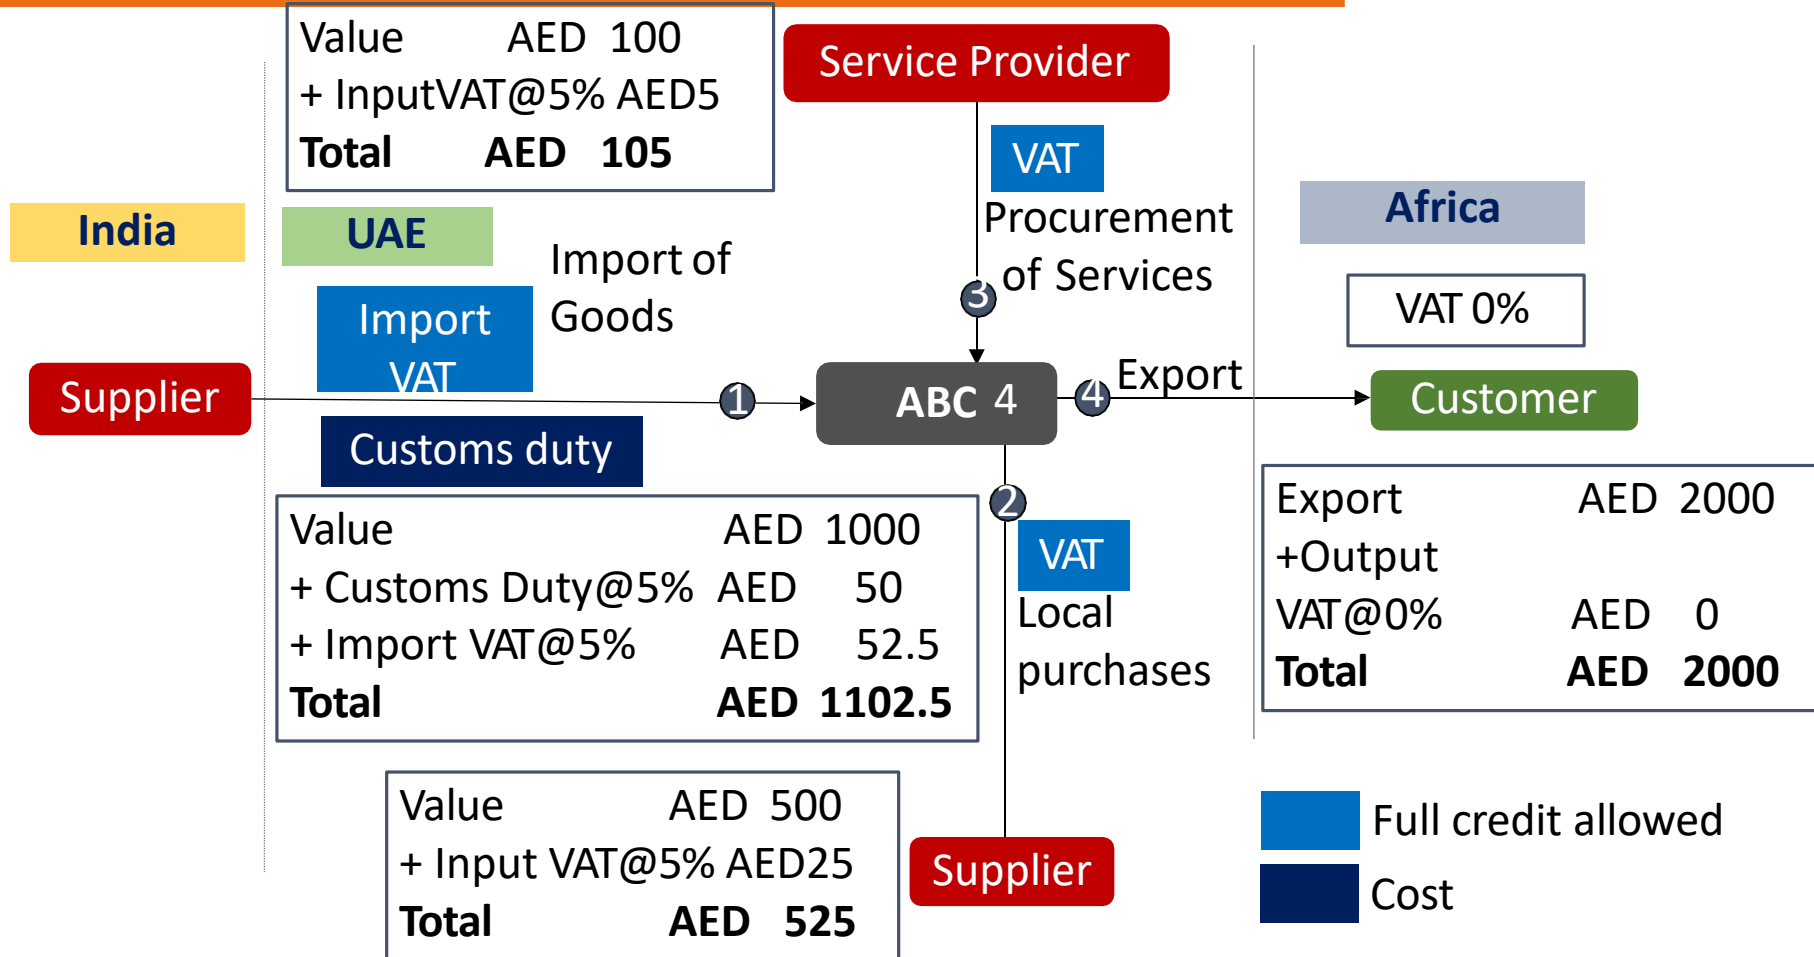 Value AED 100
+ InputVAT@5% AED5
Total AED 105
Service Provider
VAT
Procurement
of Services
3
India
UAE
Import of
Goods
Import
VAT
Africa
VAT 0%
Supplier
1
ABC 4
4
Export
Customer
Customs duty
Value AED 1000
+ Customs Duty@5% AED 50
+ Import VAT@5% AED 52.5
Total AED 1102.5
2
VAT
Local
purchases
Export AED 2000
+Output
VAT@0% AED 0
Total AED 2000
Value AED 500
+ Input VAT@5% AED25
Total AED 525
Supplier
Full credit allowed
Cost